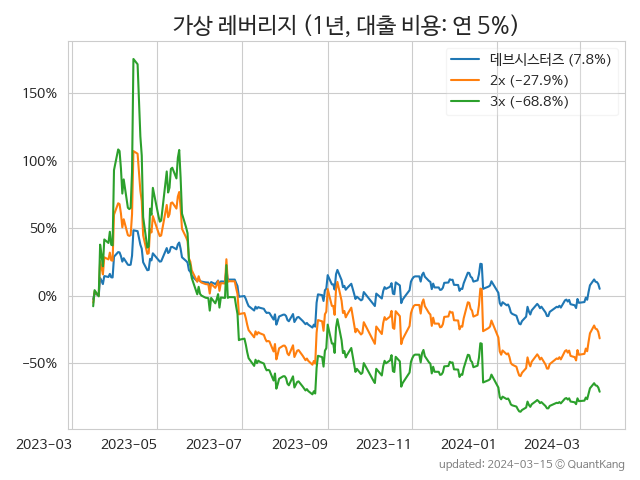 가상 레버리지 (1년, 대출 비용: 연 5%)
데브시스터즈 (7.8%)
2x (−27.9%)
3x (−68.8%)
150%
100%
50%
0%
−50%
2023-03 2023-05 2023-07 2023-09 2023-11 2024-01 2024-03
updated: 2024-03-15 © QuantKang